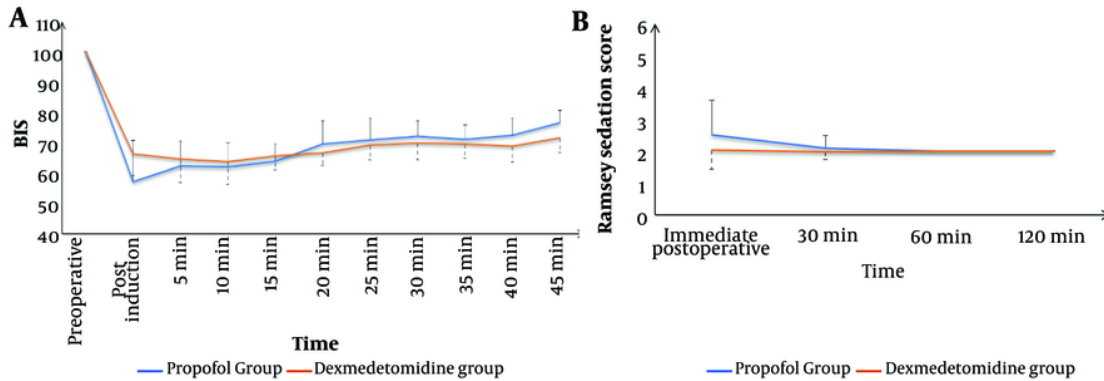 A
110
100
90
80
70
60
50
40
BIS
Preoperative
Post
induction
5 min
10 min
15 min
20 min
25 min
30 min
35 min
40 min
45 min
Time
Propofol Group
Dexmedetomidine group
B
6
5
4
3
2
1
0
Ramsey sedation score
Immediate
postoperative
30 min
60 min
120 min
Time
Propofol Group
Dexmedetomidine group